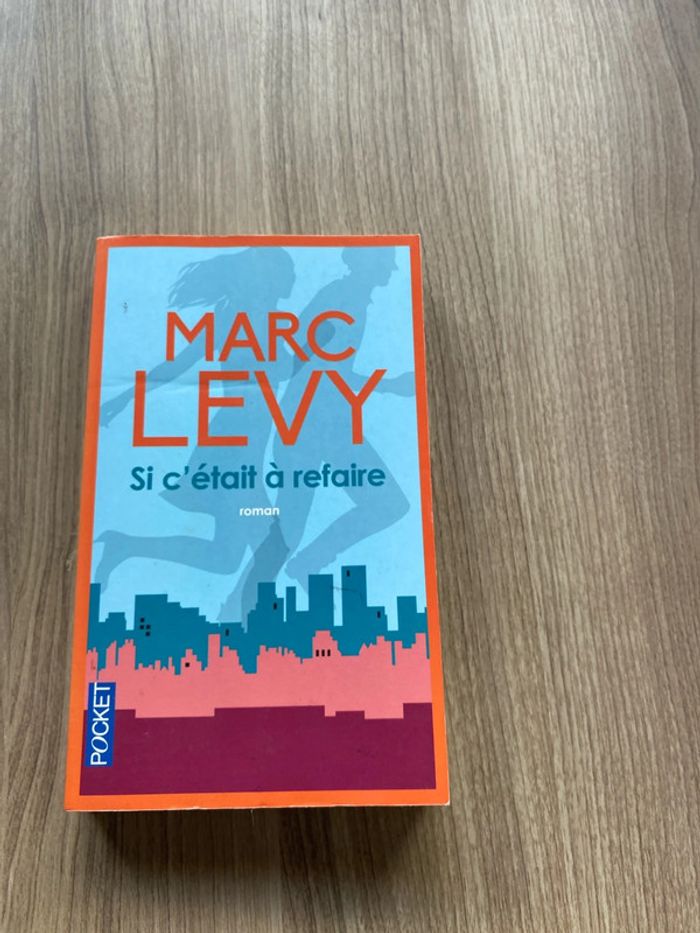 MARC
LEVY
Si c'était à refaire
roman
POCKET